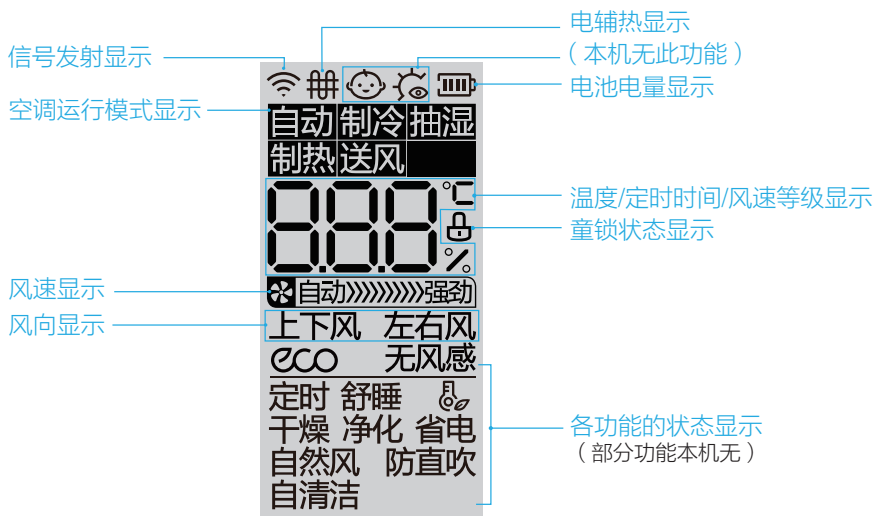 电辅热显示
（本机无此功能）
信号发射显示
电池电量显示
空调运行模式显示
自动 制冷 抽湿
制热 送风
88.8 ℃
温度/定时时间/风速等级显示
童锁状态显示
%
风速显示
自动》》》》》强劲
风向显示
上下风 左右风
eco 无风感
定时 舒睡
干燥 净化 省电
各功能的状态显示
（部分功能本机无）
自然风 防直吹
自清洁